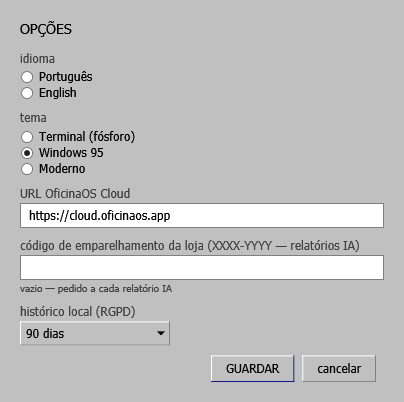 OPÇÕES
idioma
Português
English
tema
Terminal (fósforo)
Windows 95
Moderno
URL OficinaOS Cloud
https://cloud.oficinaos.app
código de emparelhamento da loja (XXXX-YYYY — relatórios IA)
vazio — pedido a cada relatório IA
histórico local (RGPD)
90 dias
GUARDAR cancelar